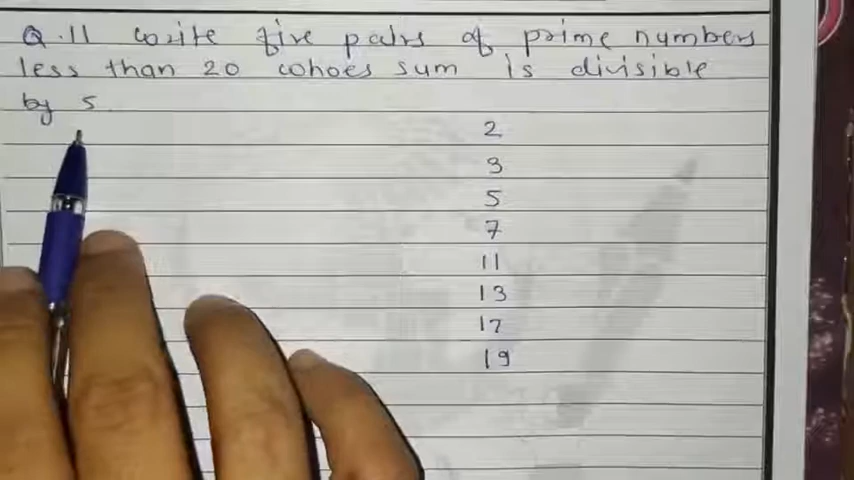 Q.11 write five pairs of prime numbers
less than 20 whoes sum is divisible
by 5.
2
3
5
7
11
13
17
19